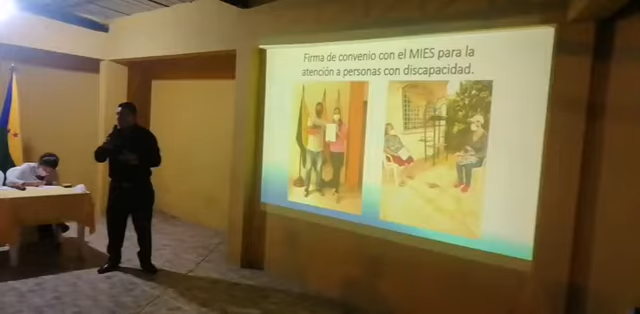 Firma de convenio con el MIES para la
atención a personas con discapacidad.